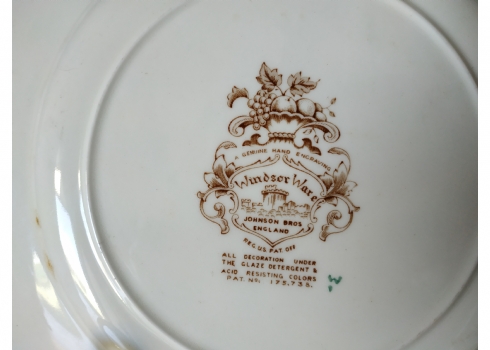 A GENUINE HAND ENGRAVING
Windsor Ware
JOHNSON BROS
ENGLAND
REG. US PAT. OFF
ALL DECORATION UNDER
THE GLAZE DETERGENT &
ACID RESISTING COLORS
PAT. NO. 175,738.
W